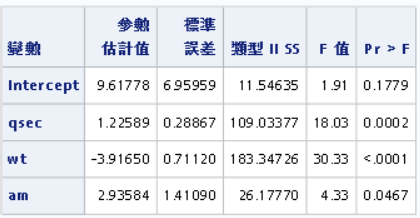 變數 參數估計值 標準誤差 類型 II SS F 值 Pr > F
Intercept 9.61778 6.95959 11.54635 1.91 0.1779
qsec 1.22589 0.28867 109.03377 18.03 0.0002
wt -3.91650 0.71120 183.34726 30.33 <.0001
am 2.93584 1.41090 26.17770 4.33 0.0467